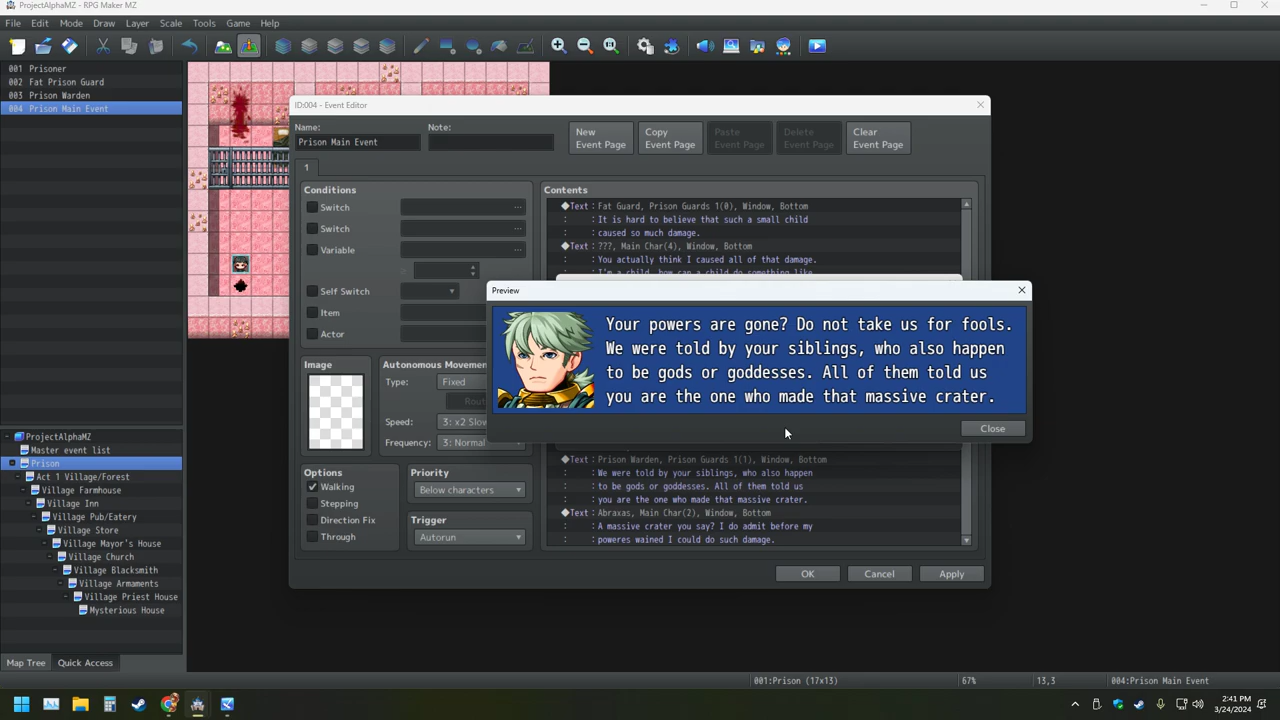 ProjectAlphaMZ - RPG Maker MZ
File Edit Mode Draw Layer Scale Tools Game Help
001 Prisoner
002 Fat Prison Guard
003 Prison Warden
004 Prison Main Event
ID:004 - Event Editor
Name:
Note:
Prison Main Event
New
Event Page
Copy
Event Page
Paste
Event Page
Delete
Event Page
Clear
Event Page
1
Conditions
Switch
Switch
Variable
Self Switch
Item
Actor
Contents
◆Text：Fat Guard, Prison Guards 1(0), Window, Bottom
：It is hard to believe that such a small child
：caused so much damage.
◆Text：???, Main Char(4), Window, Bottom
：You actually think I caused all of that damage.
：I'm a child, how can a child do something like
Preview
Your powers are gone? Do not take us for fools.
We were told by your siblings, who also happen
to be gods or goddesses. All of them told us
you are the one who made that massive crater.
Close
Image
Autonomous Movemen
Type:
Fixed
Speed:
3: x2 Slow
Frequency:
3: Normal
：Text：Prison Warden, Prison Guards 1(1), Window, Bottom
：We were told by your siblings, who also happen
：to be gods or goddesses. All of them told us
：you are the one who made that massive crater.
◆Text：Abraxas, Main Char(2), Window, Bottom
：A massive crater you say? I do admit before my
：poweres wained I could do such damage.
Options
Walking
Stepping
Direction Fix
Through
Priority
Below characters
Trigger
Autorun
OK
Cancel
Apply
ProjectAlphaMZ
Master event list
Prison
Act 1 Village/Forest
Village Farmhouse
Village Inn
Village Pub/Eatery
Village Store
Village Mayor's House
Village Church
Village Blacksmith
Village Armaments
Village Priest House
Mysterious House
Map Tree
Quick Access
001:Prison (17x13)
67%
13,3
004:Prison Main Event
2:41 PM
3/24/2024